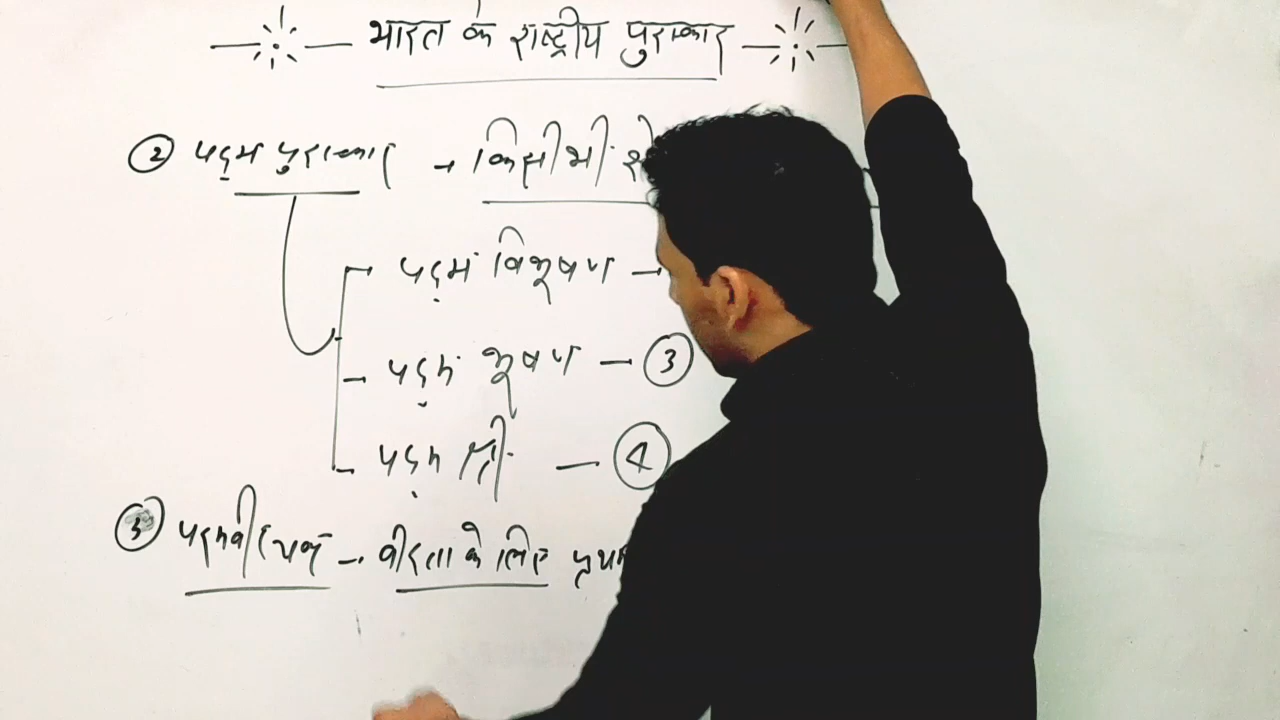 भारत के राष्ट्रीय पुरस्कार
② पद्म पुरस्कार → किसी भी क्षे
पद्म विभूषण →
पद्म भूषण — ③
पद्म श्री — ④
③ परमवीर चक्र → वीरता के लिए